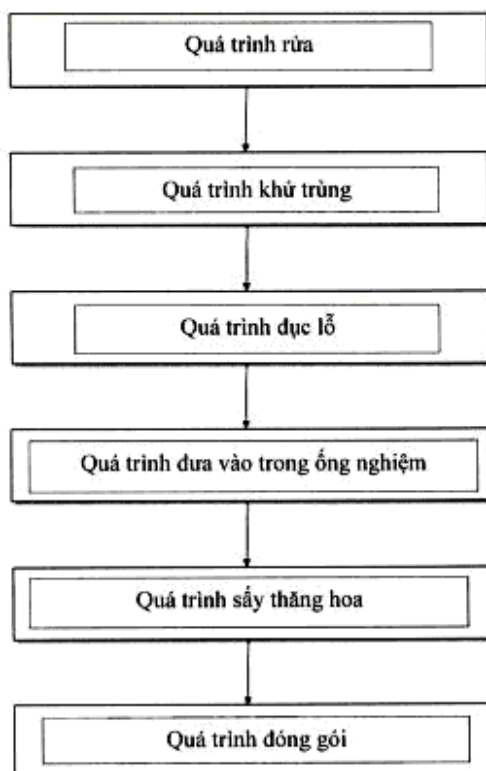 Quá trình rửa
Quá trình khử trùng
Quá trình đục lỗ
Quá trình đưa vào trong ống nghiệm
Quá trình sấy thăng hoa
Quá trình đóng gói